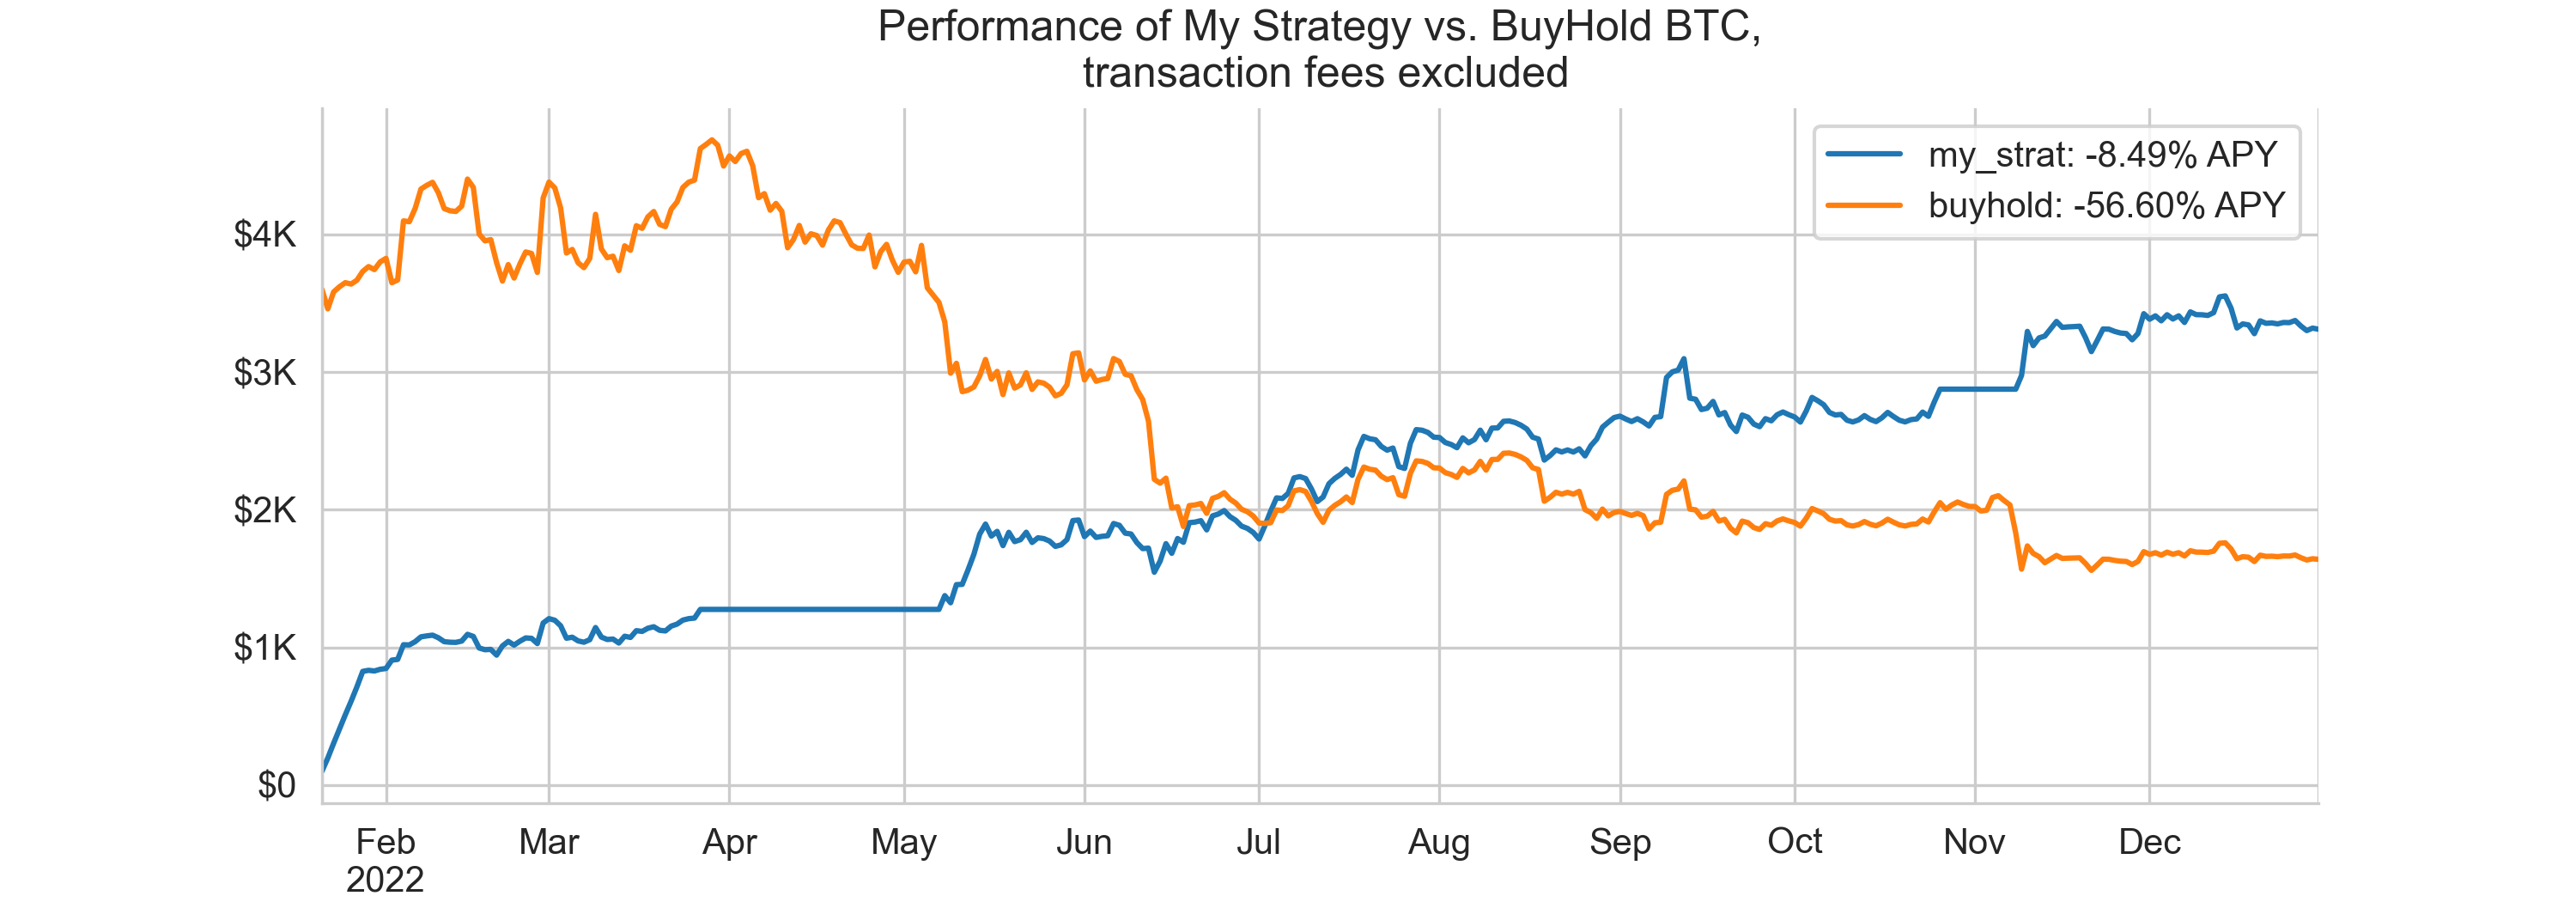 Performance of My Strategy vs. BuyHold BTC,
transaction fees excluded
my_strat: -8.49% APY
buyhold: -56.60% APY
$4K
$3K
$2K
$1K
$0
Feb Mar Apr May Jun Jul Aug Sep Oct Nov Dec
2022